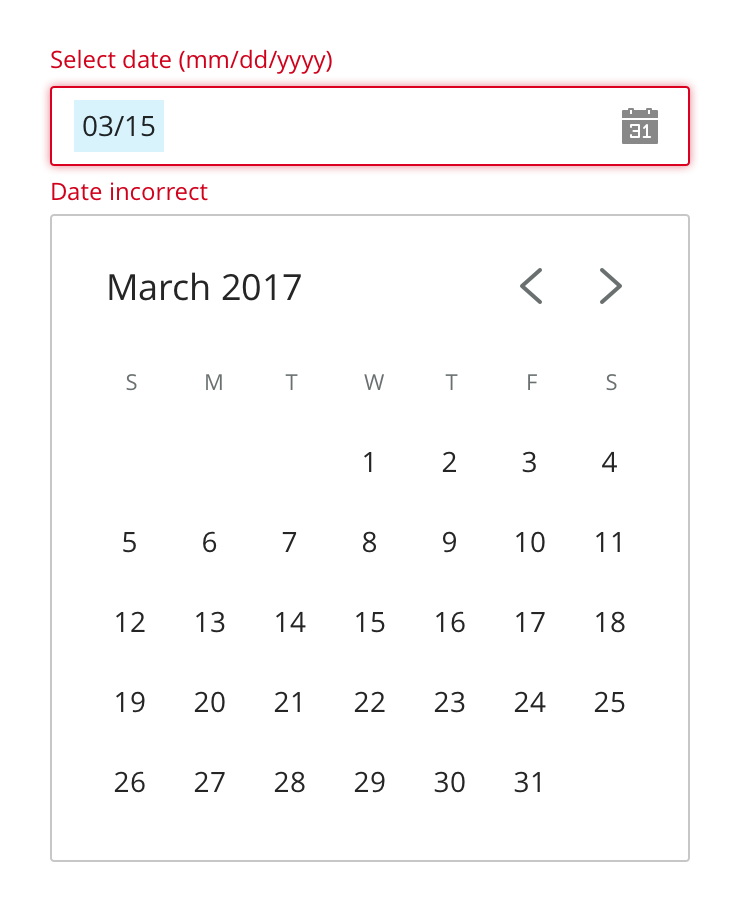 Select date (mm/dd/yyyy)
03/15
31
Date incorrect
March 2017
S M T W T F S
1 2 3 4
5 6 7 8 9 10 11
12 13 14 15 16 17 18
19 20 21 22 23 24 25
26 27 28 29 30 31